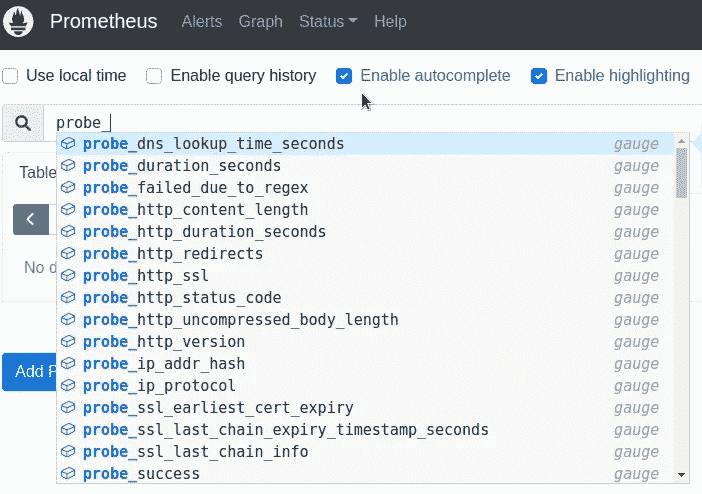 Prometheus Alerts Graph Status Help
Use local time Enable query history Enable autocomplete Enable highlighting
probe_
Table
probe_dns_lookup_time_seconds gauge
probe_duration_seconds gauge
probe_failed_due_to_regex gauge
probe_http_content_length gauge
probe_http_duration_seconds gauge
probe_http_redirects gauge
probe_http_ssl gauge
probe_http_status_code gauge
probe_http_uncompressed_body_length gauge
probe_http_version gauge
probe_ip_addr_hash gauge
probe_ip_protocol gauge
probe_ssl_earliest_cert_expiry gauge
probe_ssl_last_chain_expiry_timestamp_seconds gauge
probe_ssl_last_chain_info gauge
probe_success gauge
No d
Add P